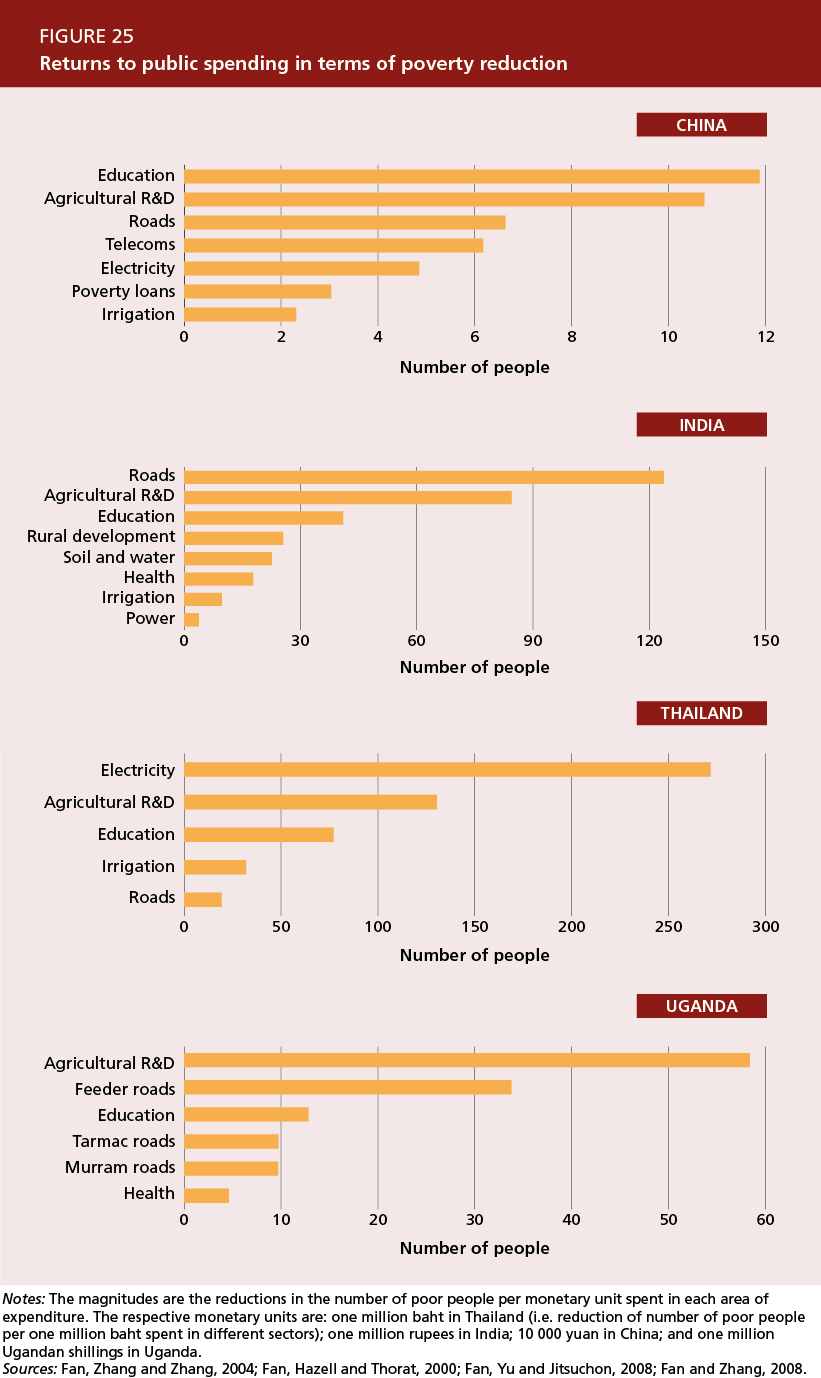 FIGURE 25
Returns to public spending in terms of poverty reduction
CHINA
Education
Agricultural R&D
Roads
Telecoms
Electricity
Poverty loans
Irrigation
0 2 4 6 8 10 12
Number of people
INDIA
Roads
Agricultural R&D
Education
Rural development
Soil and water
Health
Irrigation
Power
0 30 60 90 120 150
Number of people
THAILAND
Electricity
Agricultural R&D
Education
Irrigation
Roads
0 50 100 150 200 250 300
Number of people
UGANDA
Agricultural R&D
Feeder roads
Education
Tarmac roads
Murram roads
Health
0 10 20 30 40 50 60
Number of people
Notes: The magnitudes are the reductions in the number of poor people per monetary unit spent in each area of
expenditure. The respective monetary units are: one million baht in Thailand (i.e. reduction of number of poor people
per one million baht spent in different sectors); one million rupees in India; 10 000 yuan in China; and one million
Ugandan shillings in Uganda.
Sources: Fan, Zhang and Zhang, 2004; Fan, Hazell and Thorat, 2000; Fan, Yu and Jitsuchon, 2008; Fan and Zhang, 2008.